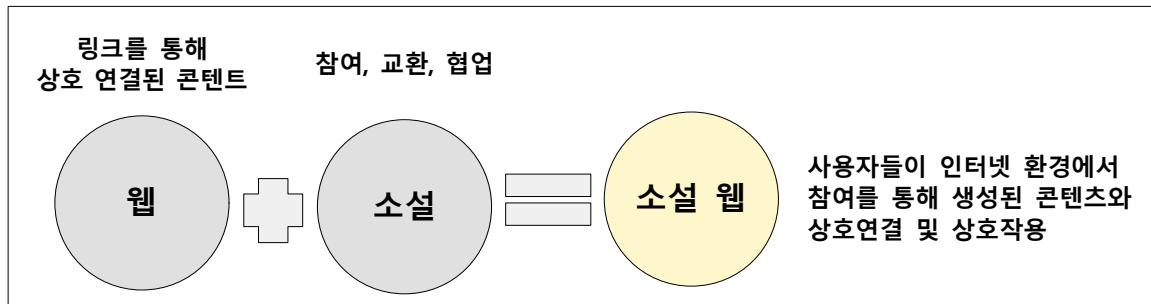 링크를 통해
상호 연결된 콘텐트
참여, 교환, 협업
웹
소설
소설 웹
사용자들이 인터넷 환경에서
참여를 통해 생성된 콘텐츠와
상호연결 및 상호작용